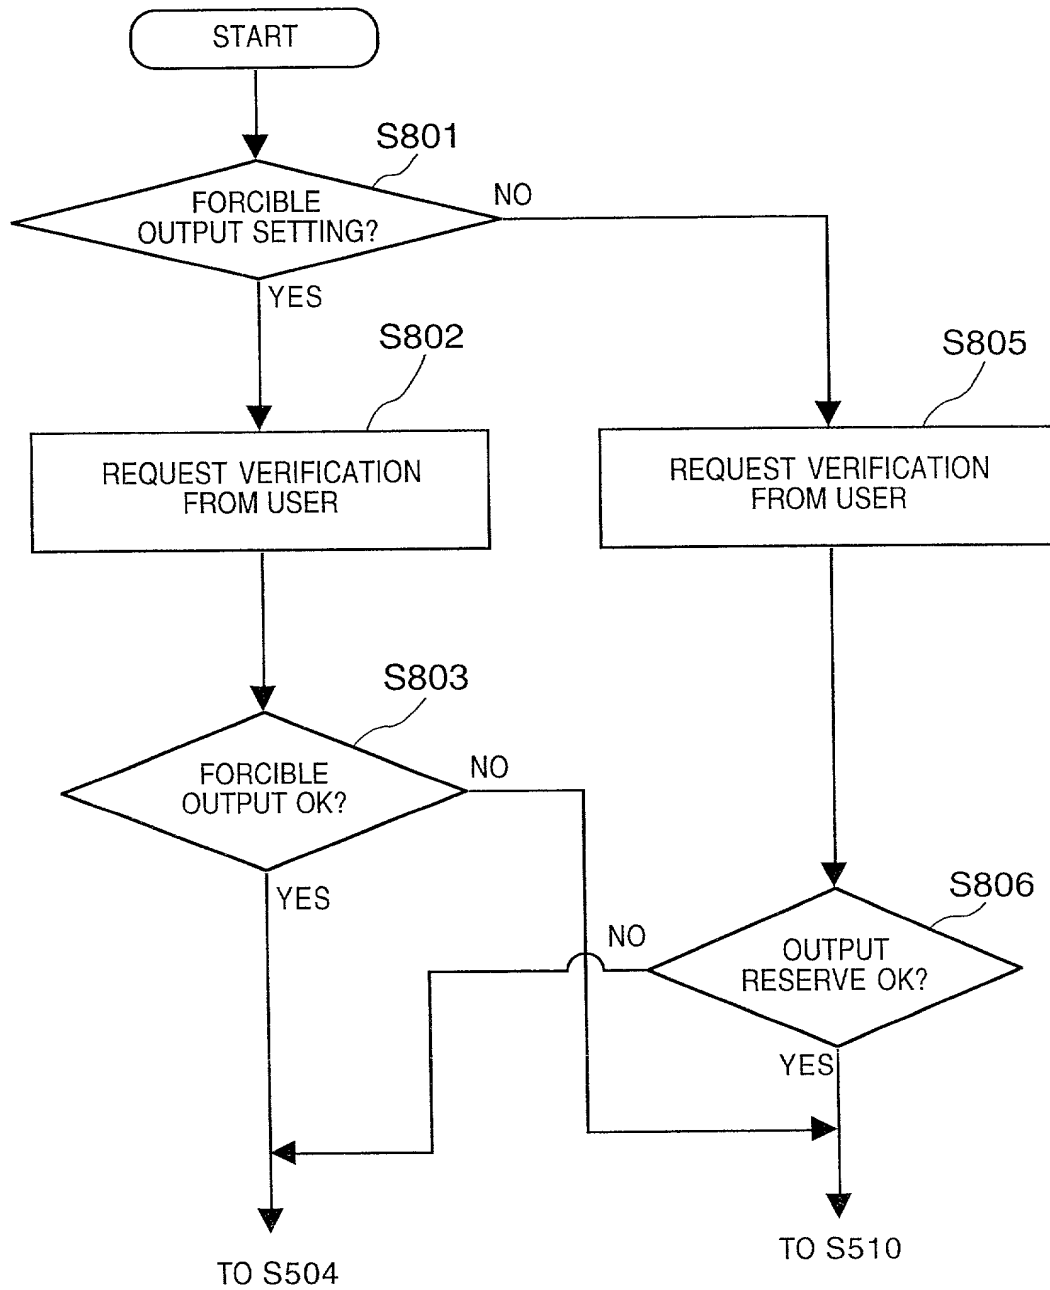 START
S801
FORCIBLE
OUTPUT SETTING?
NO
YES
S802
REQUEST VERIFICATION
FROM USER
S805
REQUEST VERIFICATION
FROM USER
S803
FORCIBLE
OUTPUT OK?
NO
YES
S806
OUTPUT
RESERVE OK?
NO
YES
TO S504
TO S510